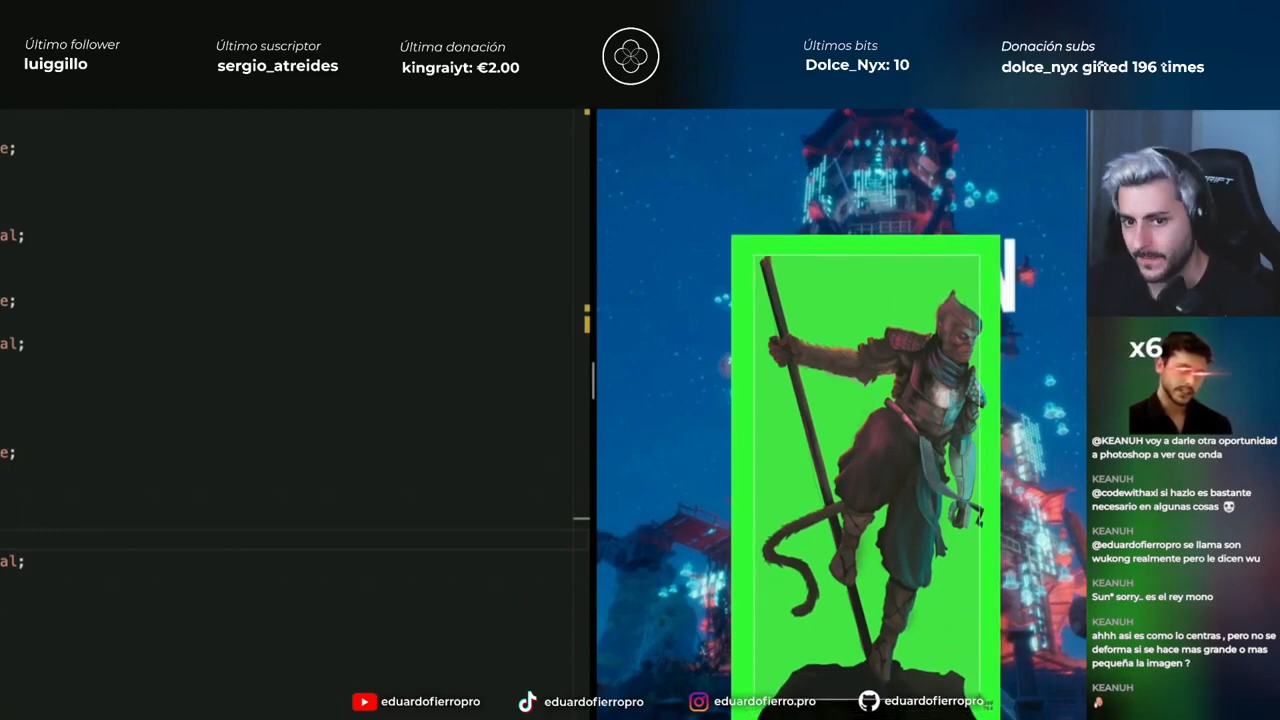 Último follower
luiggillo
Último suscriptor
sergio_atreides
Última donación
kingraiyt: €2.00
Últimos bits
Dolce_Nyx: 10
Donación subs
dolce_nyx gifted 196 times
e;
al;
e;
al;
e;
al;
N
RIFT
x6
@KEANUH voy a darle otra oportunidad
a photoshop a ver que onda
KEANUH
@codewithaxi si hazlo es bastante
necesario en algunas cosas
KEANUH
@eduardofierropro se llama son
wukong realmente pero le dicen wu
KEANUH
Sun* sorry.. es el rey mono
KEANUH
ahhh asi es como lo centras , pero no se
deforma si se hace mas grande o mas
pequeña la imagen ?
KEANUH
eduardofierropro
eduardofierropro
eduardofierro.pro
eduardofierropro